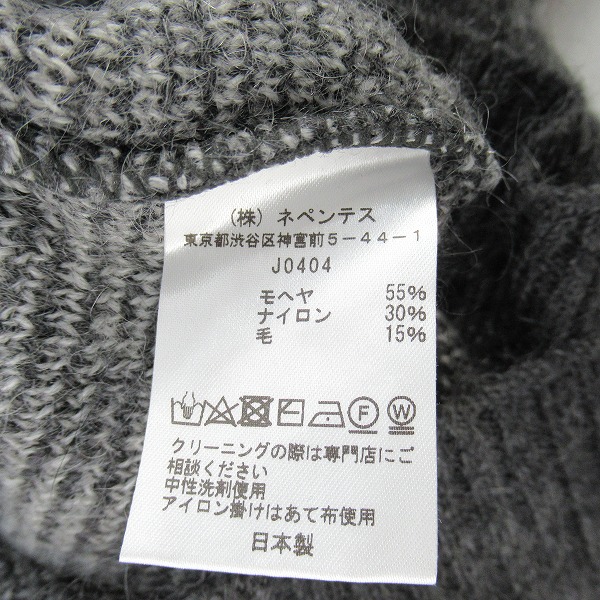 （株）ネペンテス
東京都渋谷区神宮前５－４４－１
J0404
モヘヤ 55%
ナイロン 30%
毛 15%
F W
クリーニングの際は専門店にご
相談ください
中性洗剤使用
アイロン掛けはあて布使用
日本製